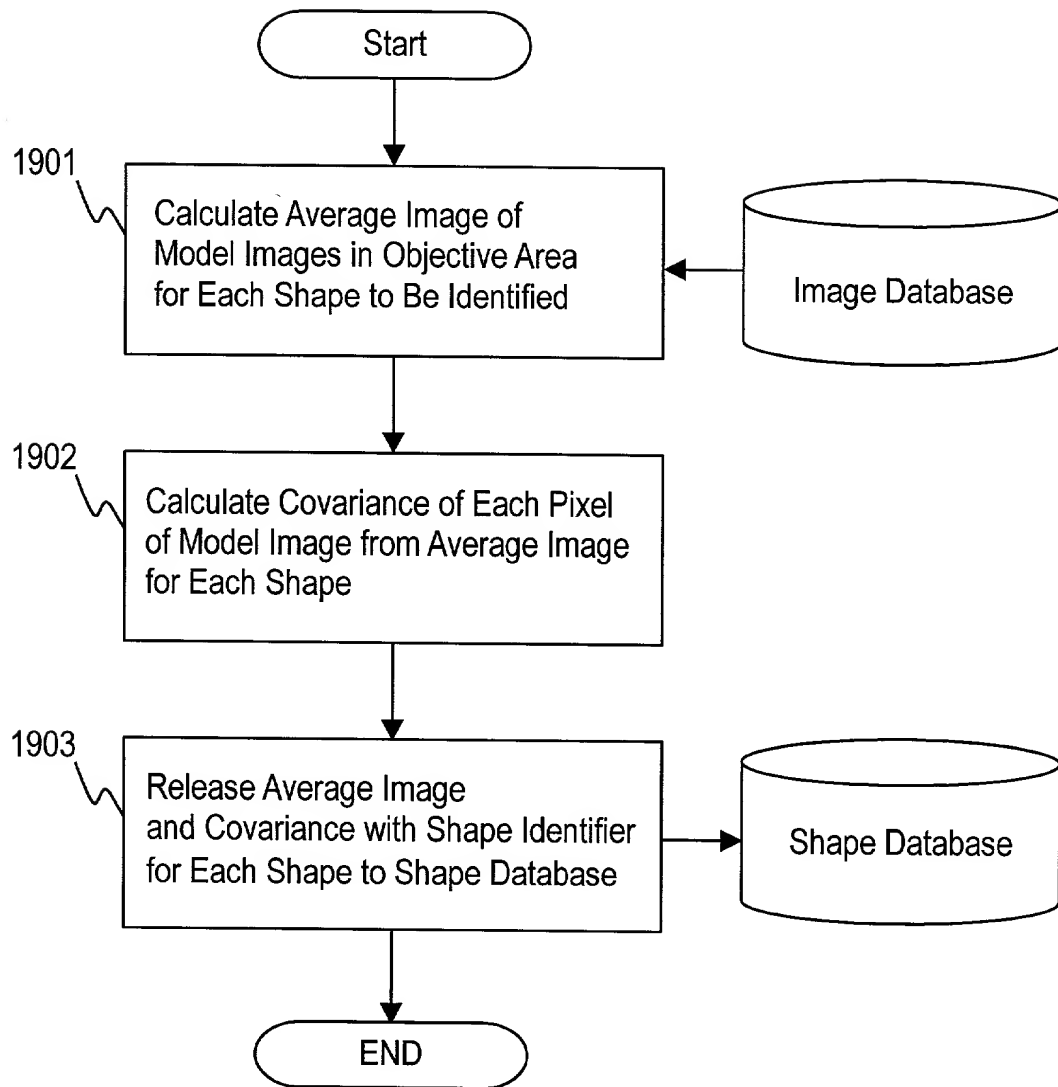 Start
1901
Calculate Average Image of
Model Images in Objective Area
for Each Shape to Be Identified
Image Database
1902
Calculate Covariance of Each Pixel
of Model Image from Average Image
for Each Shape
1903
Release Average Image
and Covariance with Shape Identifier
for Each Shape to Shape Database
Shape Database
END